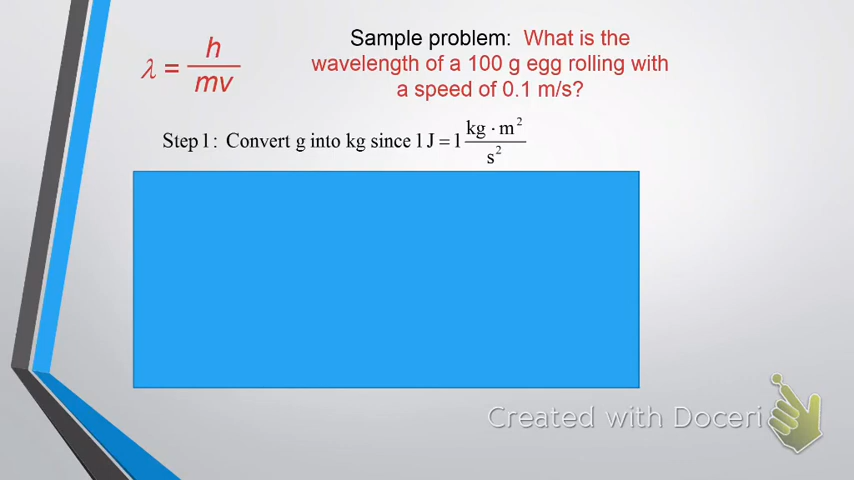 λ = h / mv
Sample problem: What is the
wavelength of a 100 g egg rolling with
a speed of 0.1 m/s?
Step 1: Convert g into kg since 1 J = 1 kg · m² / s²
Created with Doceri